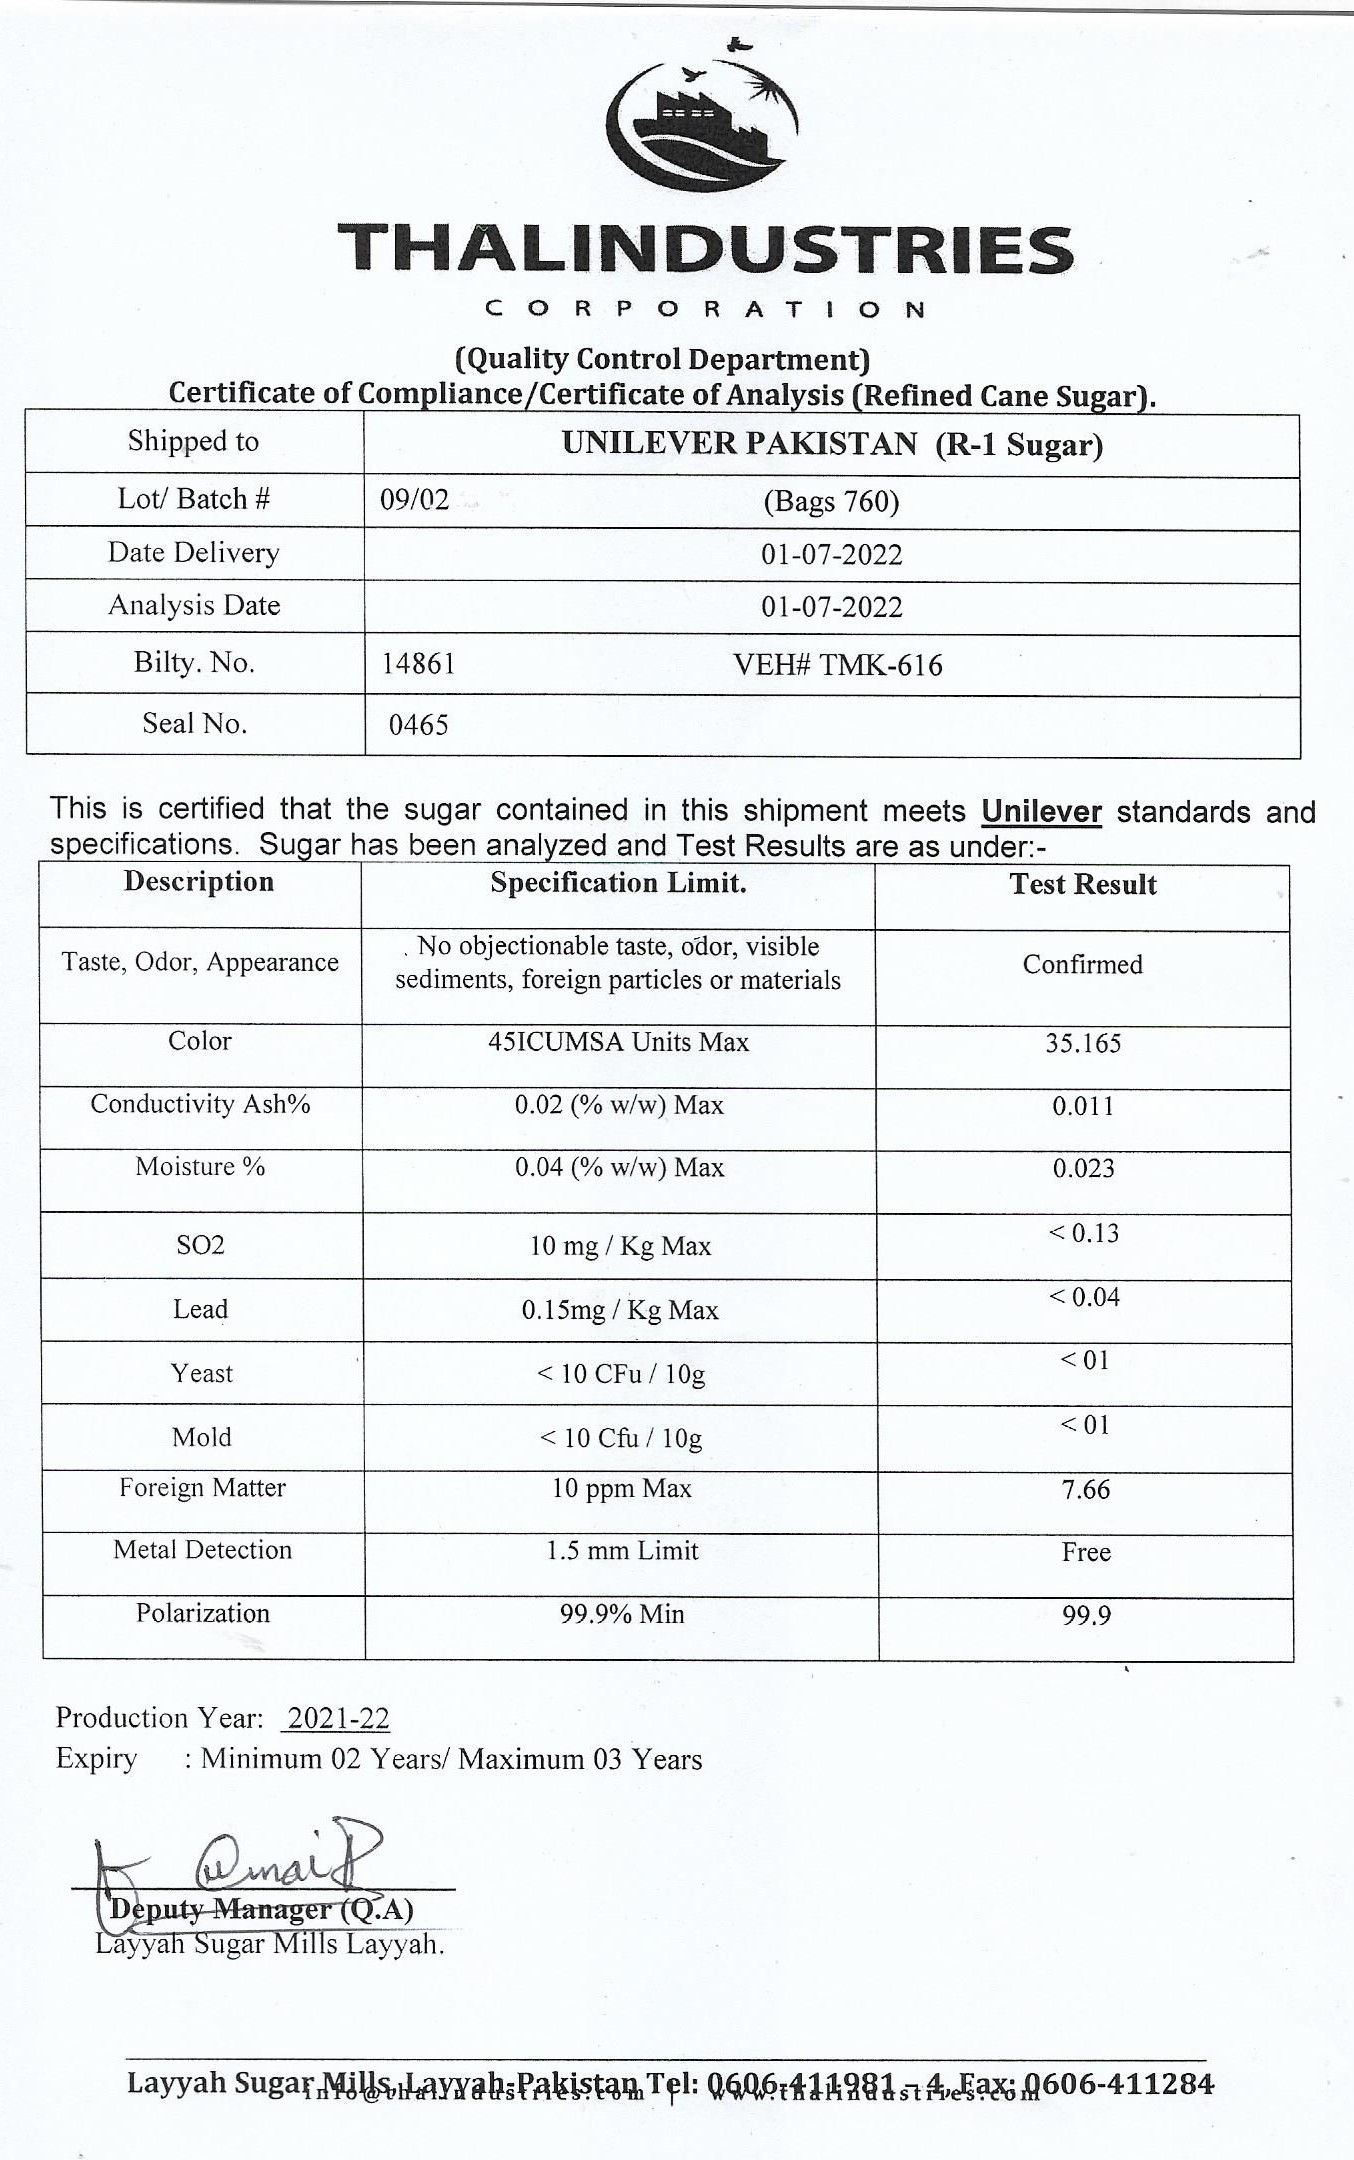 THALINDUSTRIES
CORPORATION
(Quality Control Department)
Certificate of Compliance/Certificate of Analysis (Refined Cane Sugar).
Shipped to UNILEVER PAKISTAN (R-1 Sugar)
Lot/ Batch # 09/02 (Bags 760)
Date Delivery 01-07-2022
Analysis Date 01-07-2022
Bilty. No. 14861 VEH# TMK-616
Seal No. 0465
This is certified that the sugar contained in this shipment meets Unilever standards and
specifications. Sugar has been analyzed and Test Results are as under:-
Description Specification Limit. Test Result
Taste, Odor, Appearance . No objectionable taste, odor, visible
sediments, foreign particles or materials Confirmed
Color 45ICUMSA Units Max 35.165
Conductivity Ash% 0.02 (% w/w) Max 0.011
Moisture % 0.04 (% w/w) Max 0.023
SO2 10 mg / Kg Max < 0.13
Lead 0.15mg / Kg Max < 0.04
Yeast < 10 CFu / 10g < 01
Mold < 10 Cfu / 10g < 01
Foreign Matter 10 ppm Max 7.66
Metal Detection 1.5 mm Limit Free
Polarization 99.9% Min 99.9
Production Year: 2021-22
Expiry : Minimum 02 Years/ Maximum 03 Years
Deputy Manager (Q.A)
Layyah Sugar Mills Layyah.
Layyah Sugar Mills, Layyah-Pakistan Tel: 0606-411981 – 4, Fax: 0606-411284
info@thalindustries.com | www.thalindustries.com